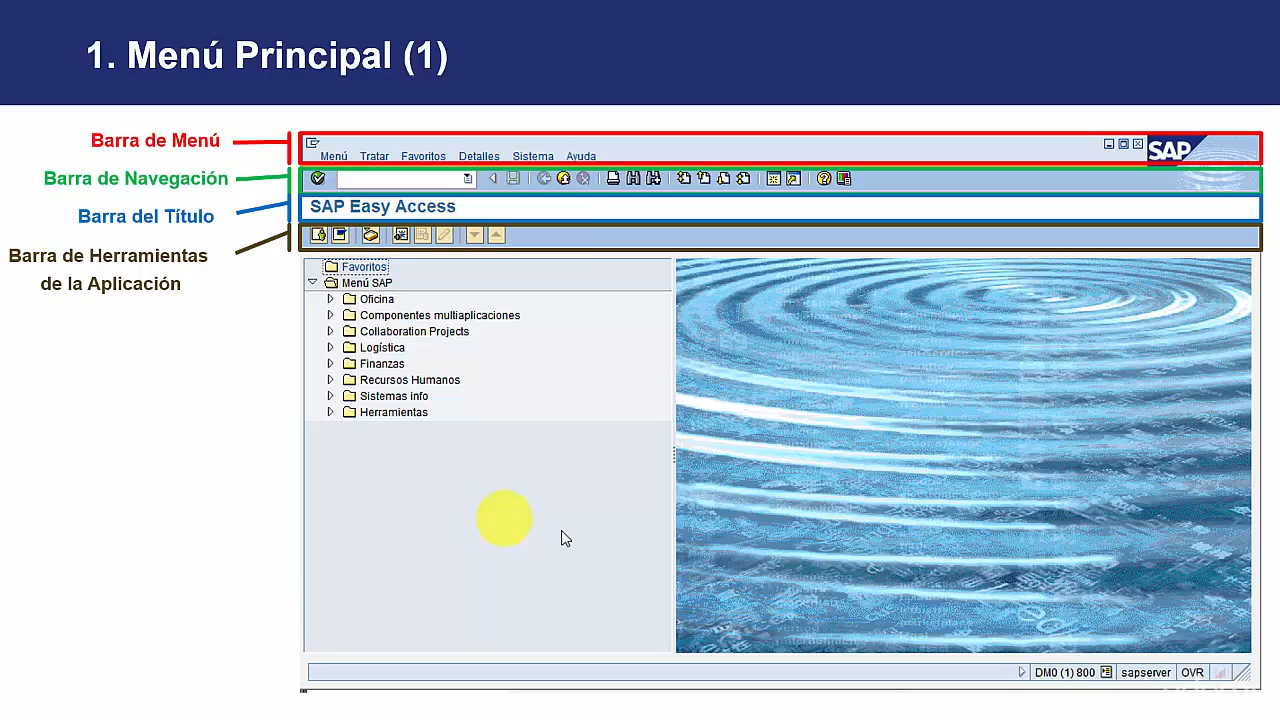 1. Menú Principal (1)
Barra de Menú
Barra de Navegación
Barra del Título
Barra de Herramientas
de la Aplicación
Menú Tratar Favoritos Detalles Sistema Ayuda
SAP
SAP Easy Access
Favoritos
Menú SAP
Oficina
Componentes multiaplicaciones
Collaboration Projects
Logística
Finanzas
Recursos Humanos
Sistemas info
Herramientas
DM0 (1) 800 sapserver OVR